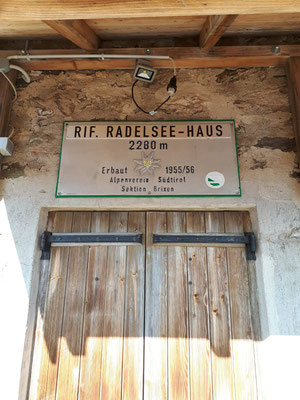 RIF. RADELSEE-HAUS
2280 m
Erbaut 1955/56
Alpenverein Südtirol
Sektion Brixen